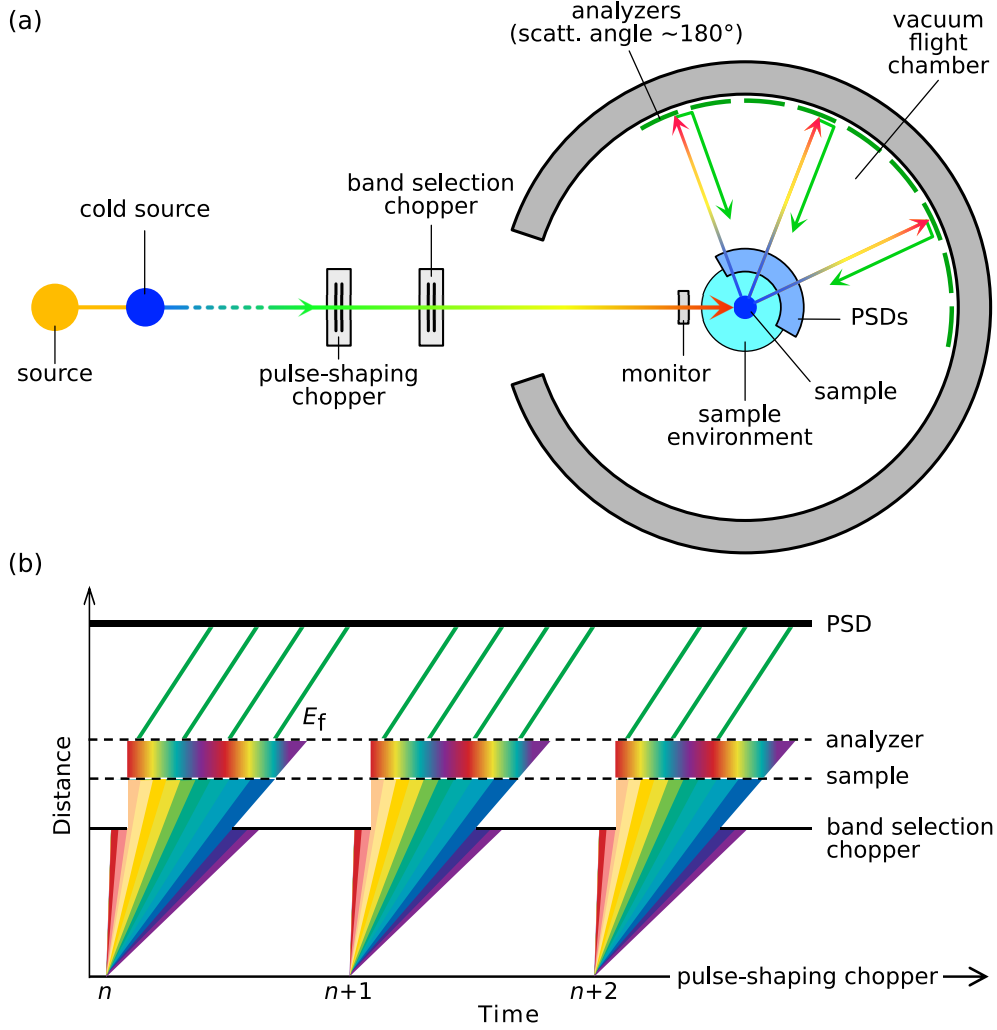 (a)
analyzers
(scatt. angle ~180°)
vacuum
flight
chamber
band selection
chopper
cold source
source
pulse-shaping
chopper
monitor
PSDs
sample
sample
environment
(b)
Distance
PSD
E_f
analyzer
sample
band selection
chopper
pulse-shaping chopper
n
n+1
n+2
Time